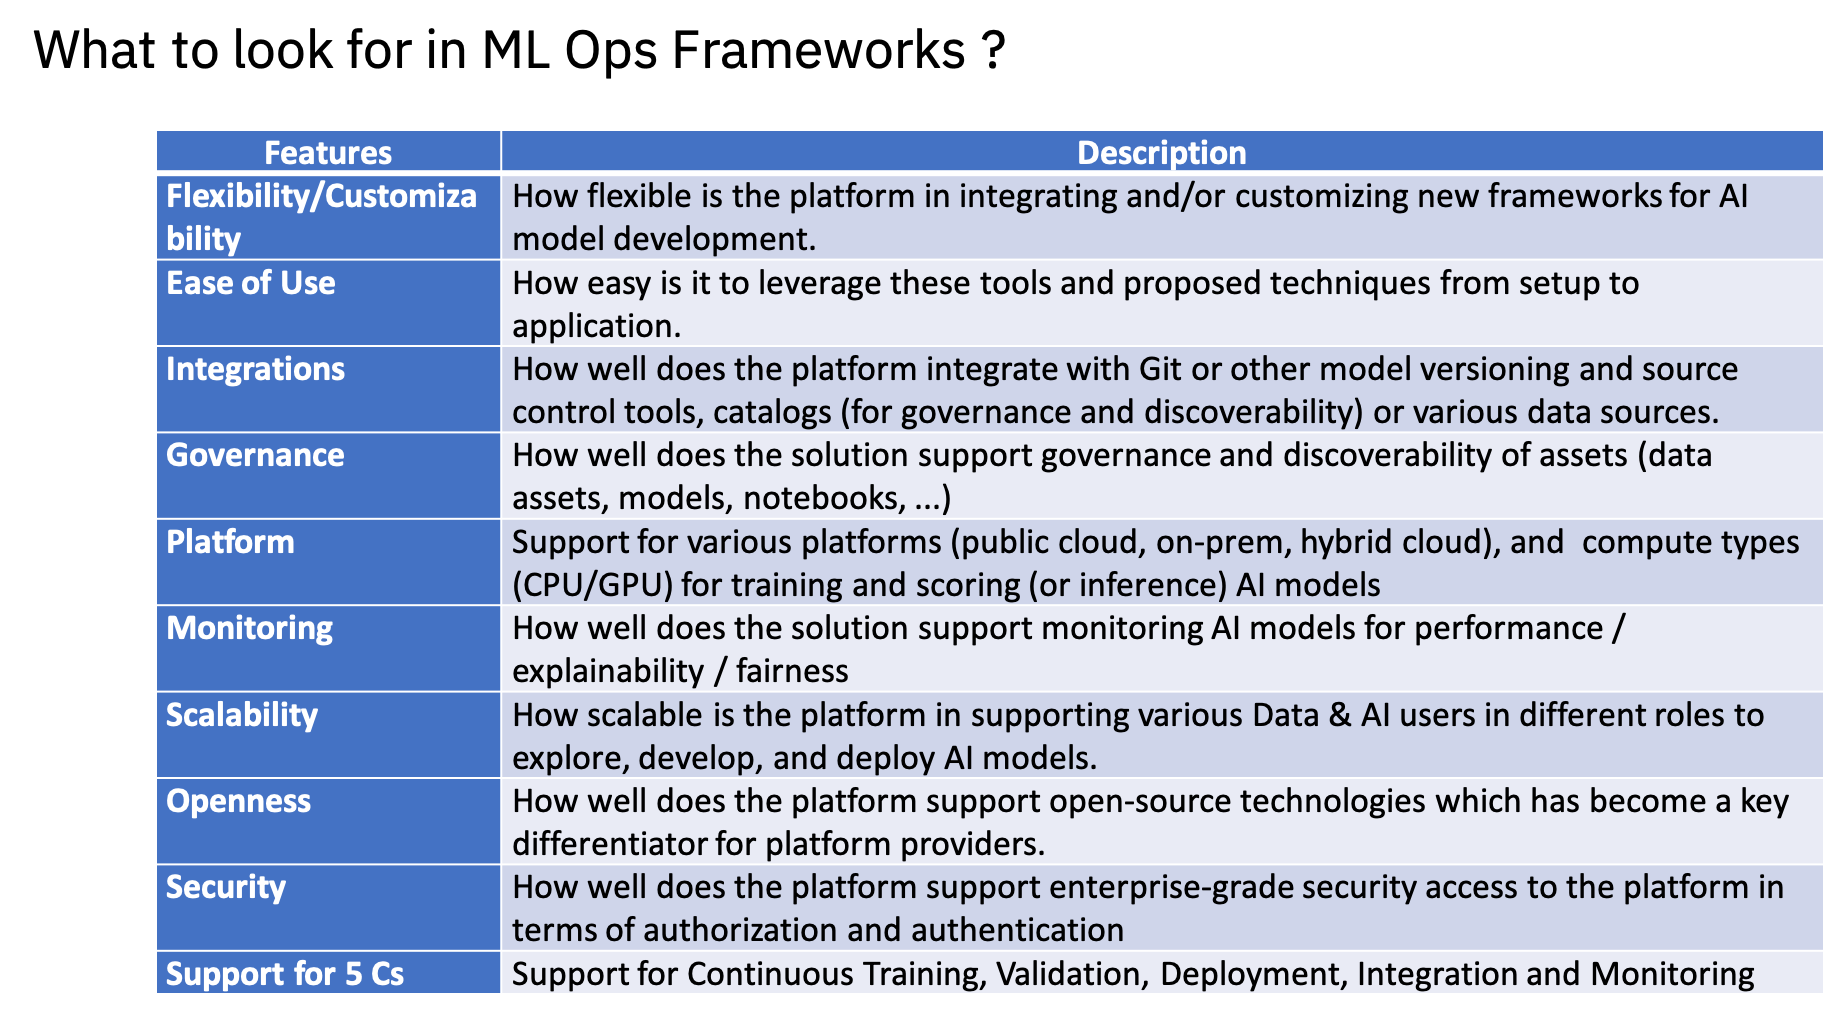 What to look for in ML Ops Frameworks ?
Features
Description
Flexibility/Customiza
bility
How flexible is the platform in integrating and/or customizing new frameworks for AI
model development.
Ease of Use
How easy is it to leverage these tools and proposed techniques from setup to
application.
Integrations
How well does the platform integrate with Git or other model versioning and source
control tools, catalogs (for governance and discoverability) or various data sources.
Governance
How well does the solution support governance and discoverability of assets (data
assets, models, notebooks, ...)
Platform
Support for various platforms (public cloud, on-prem, hybrid cloud), and  compute types
(CPU/GPU) for training and scoring (or inference) AI models
Monitoring
How well does the solution support monitoring AI models for performance /
explainability / fairness
Scalability
How scalable is the platform in supporting various Data & AI users in different roles to
explore, develop, and deploy AI models.
Openness
How well does the platform support open-source technologies which has become a key
differentiator for platform providers.
Security
How well does the platform support enterprise-grade security access to the platform in
terms of authorization and authentication
Support for 5 Cs
Support for Continuous Training, Validation, Deployment, Integration and Monitoring